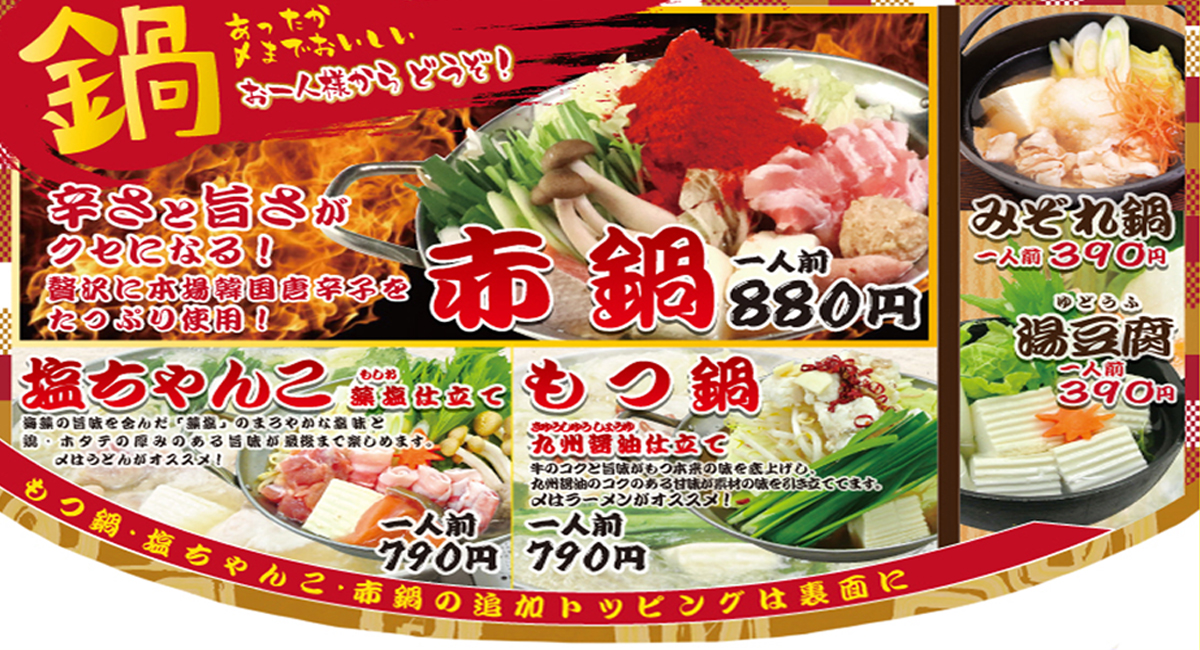 鍋
あったか
〆までおいしい
お一人様からどうぞ!
辛さと旨さが
クセになる!
贅沢に本場韓国唐辛子を
たっぷり使用!
赤鍋
一人前
880円
みぞれ鍋
一人前390円
ゆどうふ
湯豆腐
一人前
390円
塩ちゃんこ
もしお
藻塩仕立て
海藻の旨味を含んだ『藻塩』のまろやかな塩味と
鶏・ホタテの厚みのある旨味が最後まで楽しめます。
〆はうどんがオススメ!
一人前
790円
もつ鍋
きゅうしゅうしょうゆ
九州醤油仕立て
牛のコクと旨味がもつ本来の味を底上げし、
九州醤油のコクのある甘味が素材の味を引き立ててます。
〆はラーメンがオススメ!
一人前
790円
もつ鍋・塩ちゃんこ・赤鍋の追加トッピングは裏面に